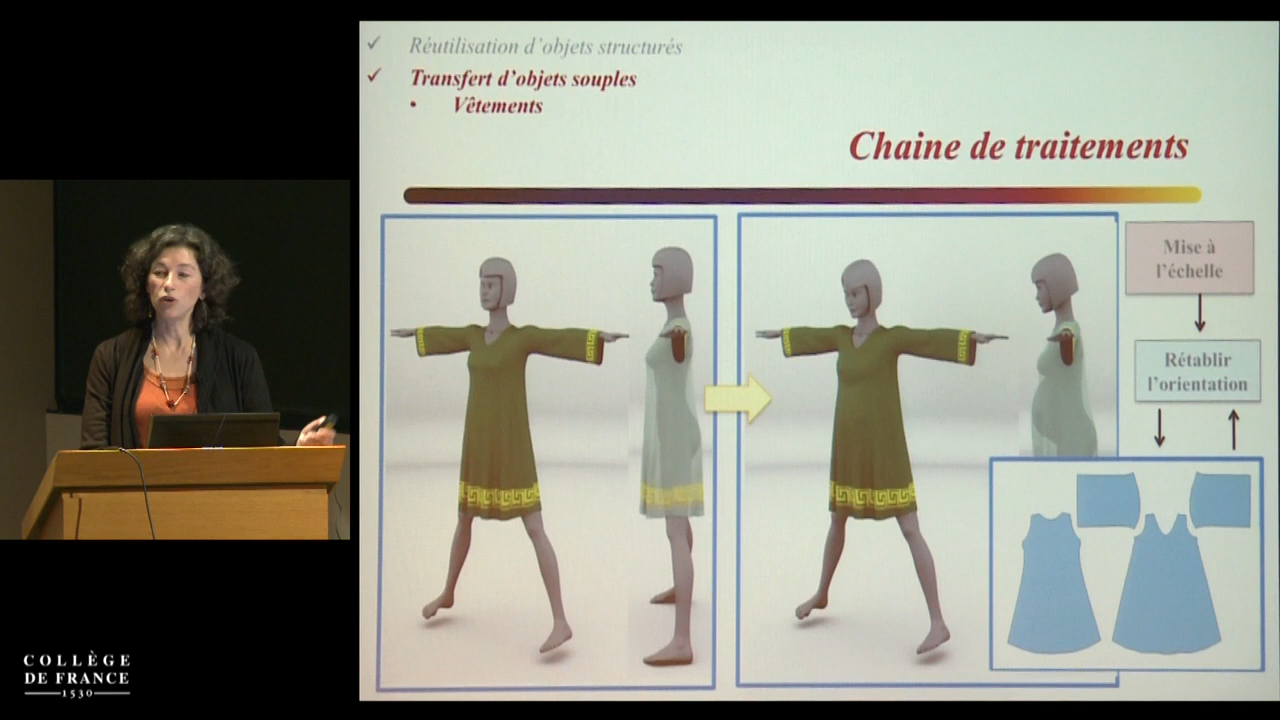 Réutilisation d'objets structurés
Transfert d'objets souples
• Vêtements
Chaine de traitements
Mise à
l'échelle
Rétablir
l'orientation
COLLÈGE
DE FRANCE
1530